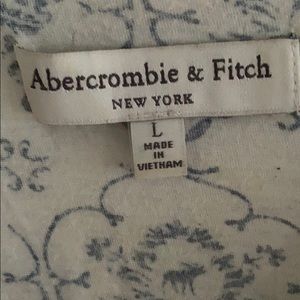 Abercrombie & Fitch
NEW YORK
L
MADE
IN
VIETNAM